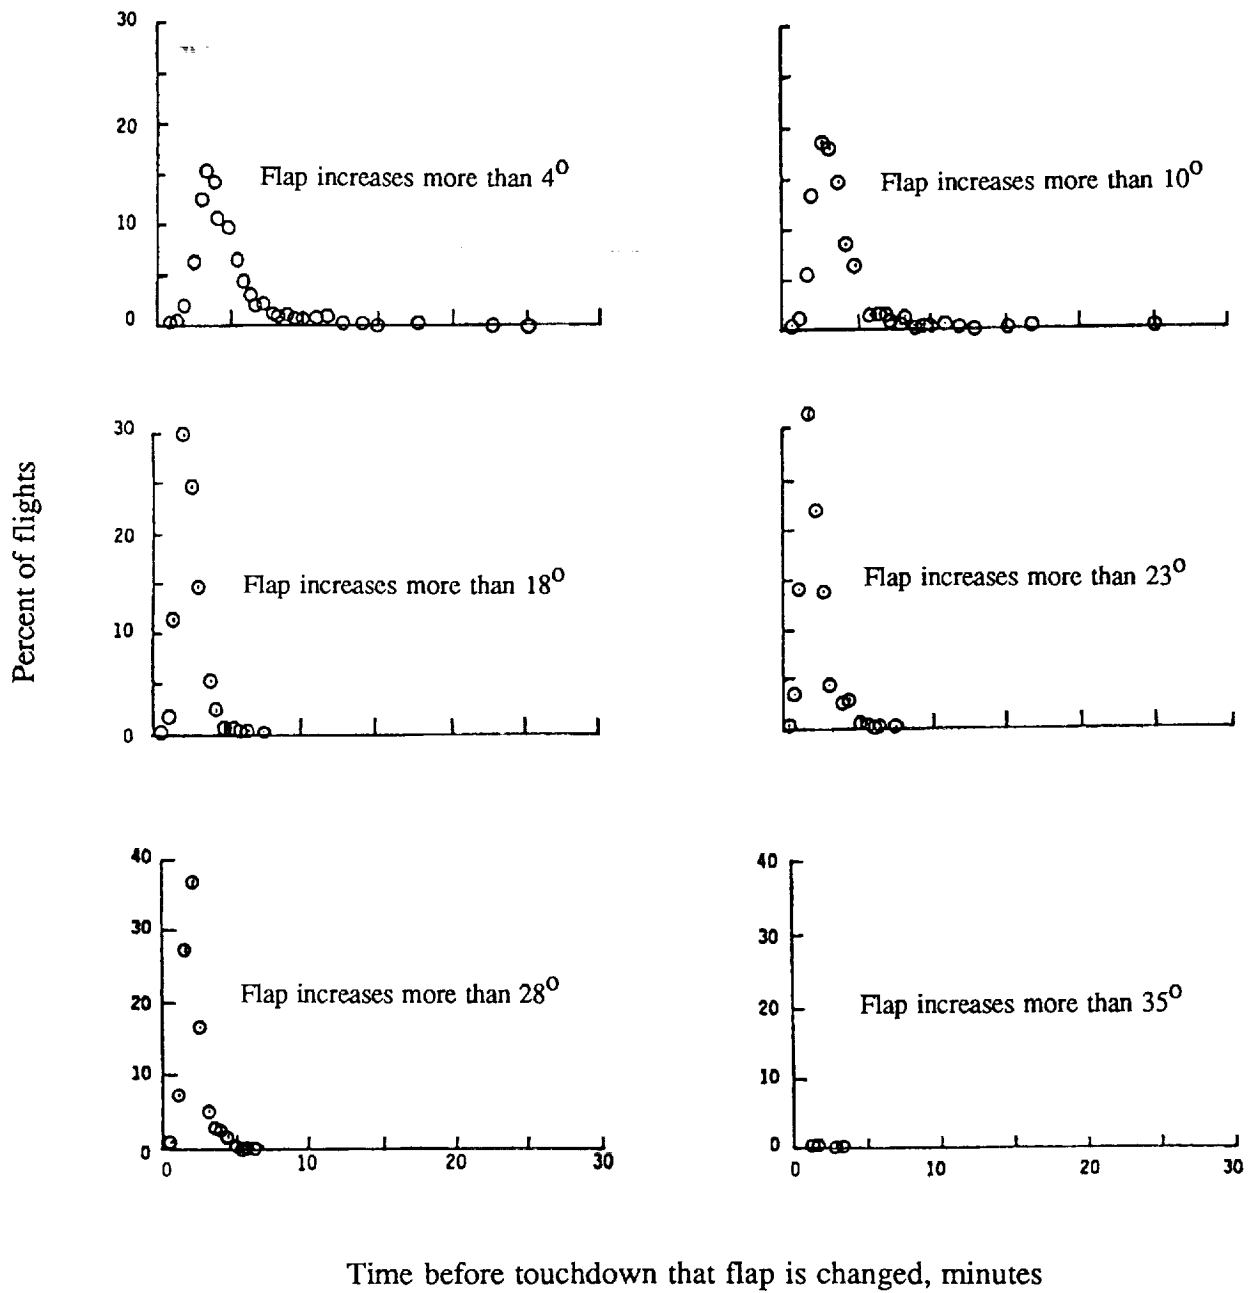 30
20
10
0
Flap increases more than 4°
Flap increases more than 10°
Percent of flights
30
20
10
0
Flap increases more than 18°
Flap increases more than 23°
40
30
20
10
0
0 10 20 30
Flap increases more than 28°
40
30
20
10
0
0 10 20 30
Flap increases more than 35°
Time before touchdown that flap is changed, minutes